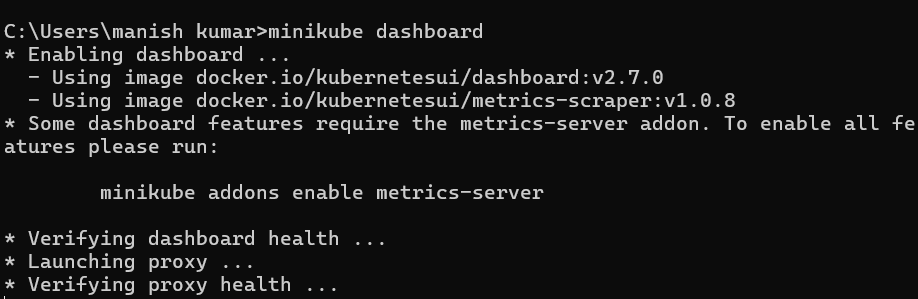 C:\Users\manish kumar>minikube dashboard
* Enabling dashboard ...
  - Using image docker.io/kubernetesui/dashboard:v2.7.0
  - Using image docker.io/kubernetesui/metrics-scraper:v1.0.8
* Some dashboard features require the metrics-server addon. To enable all fe
atures please run:
        minikube addons enable metrics-server
* Verifying dashboard health ...
* Launching proxy ...
* Verifying proxy health ...